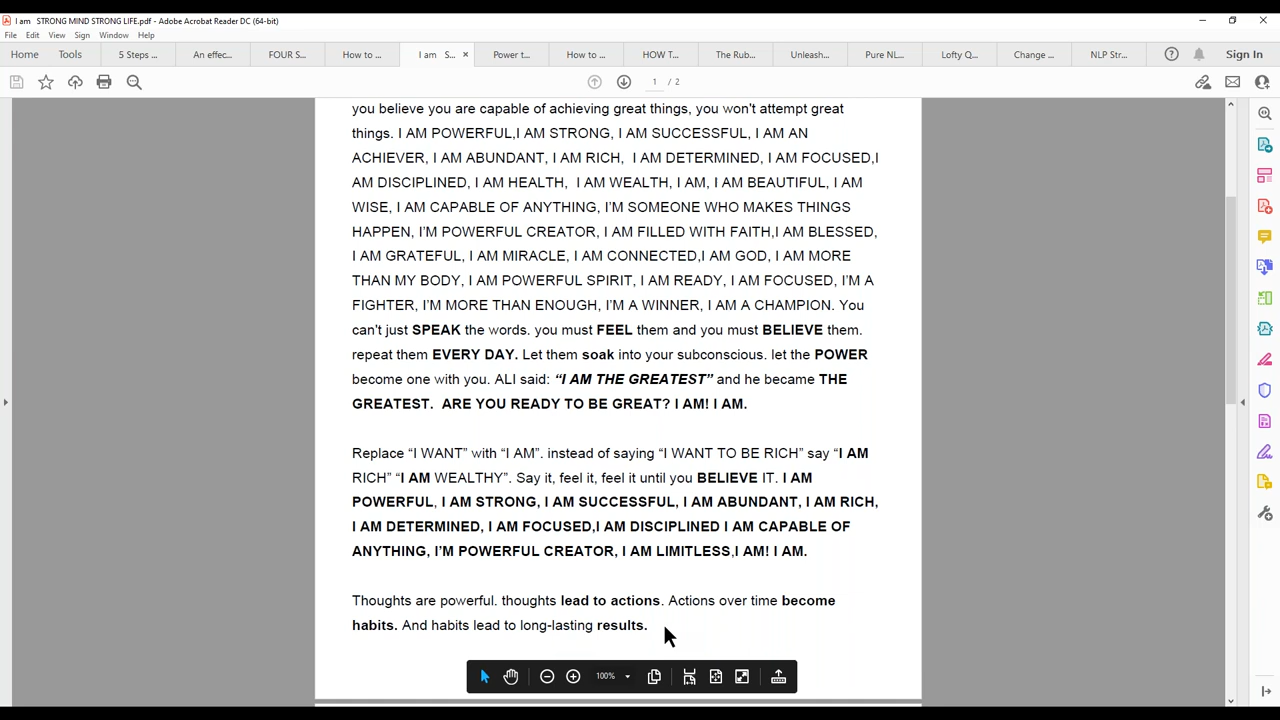 I am   STRONG MIND STRONG LIFE.pdf - Adobe Acrobat Reader DC (64-bit)
File Edit View Sign Window Help
Home Tools 5 Steps ... An effec... FOUR S... How to ... I am   S... Power t... How to ... HOW T... The Rub... Unleash... Pure NL... Lofty Q... Change ... NLP Str... Sign In
1 / 2
you believe you are capable of achieving great things, you won't attempt great
things. I AM POWERFUL,I AM STRONG, I AM SUCCESSFUL, I AM AN
ACHIEVER, I AM ABUNDANT, I AM RICH,  I AM DETERMINED, I AM FOCUSED,I
AM DISCIPLINED, I AM HEALTH,  I AM WEALTH, I AM, I AM BEAUTIFUL, I AM
WISE, I AM CAPABLE OF ANYTHING, I'M SOMEONE WHO MAKES THINGS
HAPPEN, I'M POWERFUL CREATOR, I AM FILLED WITH FAITH,I AM BLESSED,
I AM GRATEFUL, I AM MIRACLE, I AM CONNECTED,I AM GOD, I AM MORE
THAN MY BODY, I AM POWERFUL SPIRIT, I AM READY, I AM FOCUSED, I'M A
FIGHTER, I'M MORE THAN ENOUGH, I'M A WINNER, I AM A CHAMPION. You
can't just SPEAK the words. you must FEEL them and you must BELIEVE them.
repeat them EVERY DAY. Let them soak into your subconscious. let the POWER
become one with you. ALI said: “I AM THE GREATEST” and he became THE
GREATEST.  ARE YOU READY TO BE GREAT? I AM! I AM.
Replace “I WANT” with “I AM”. instead of saying “I WANT TO BE RICH” say “I AM
RICH” “I AM WEALTHY”. Say it, feel it, feel it until you BELIEVE IT. I AM
POWERFUL, I AM STRONG, I AM SUCCESSFUL, I AM ABUNDANT, I AM RICH,
I AM DETERMINED, I AM FOCUSED,I AM DISCIPLINED I AM CAPABLE OF
ANYTHING, I'M POWERFUL CREATOR, I AM LIMITLESS,I AM! I AM.
Thoughts are powerful. thoughts lead to actions. Actions over time become
habits. And habits lead to long-lasting results.
100%